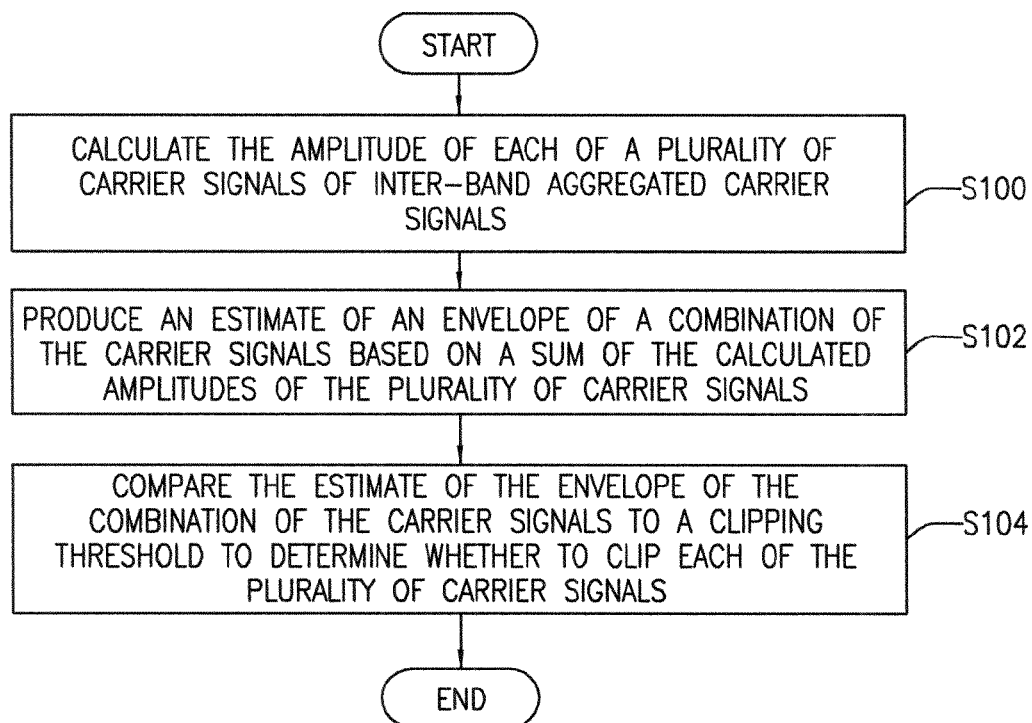 START
CALCULATE THE AMPLITUDE OF EACH OF A PLURALITY OF
CARRIER SIGNALS OF INTER-BAND AGGREGATED CARRIER
SIGNALS
S100
PRODUCE AN ESTIMATE OF AN ENVELOPE OF A COMBINATION OF
THE CARRIER SIGNALS BASED ON A SUM OF THE CALCULATED
AMPLITUDES OF THE PLURALITY OF CARRIER SIGNALS
S102
COMPARE THE ESTIMATE OF THE ENVELOPE OF THE
COMBINATION OF THE CARRIER SIGNALS TO A CLIPPING
THRESHOLD TO DETERMINE WHETHER TO CLIP EACH OF THE
PLURALITY OF CARRIER SIGNALS
S104
END